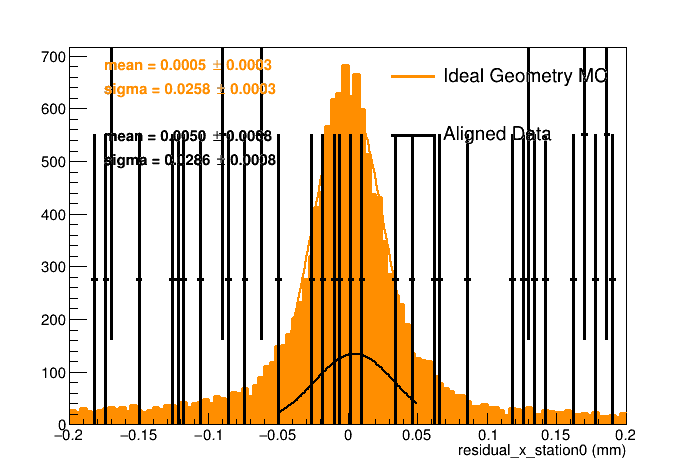 mean = 0.0005 ± 0.0003
sigma = 0.0258 ± 0.0003
Ideal Geometry MC
mean = 0.0050 ±
sigma = 0.0286 ± 0.0008
Aligned Data
700
600
500
400
300
200
100
0
-0.2 -0.15 -0.1 -0.05 0 0.05 0.1 0.15 0.2
residual_x_station0 (mm)